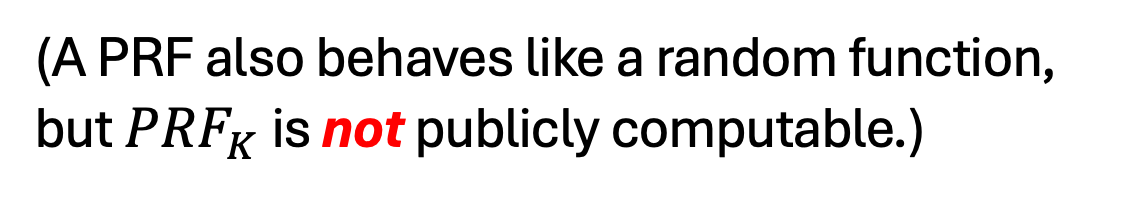 (A PRF also behaves like a random function,
but PRF_K is not publicly computable.)